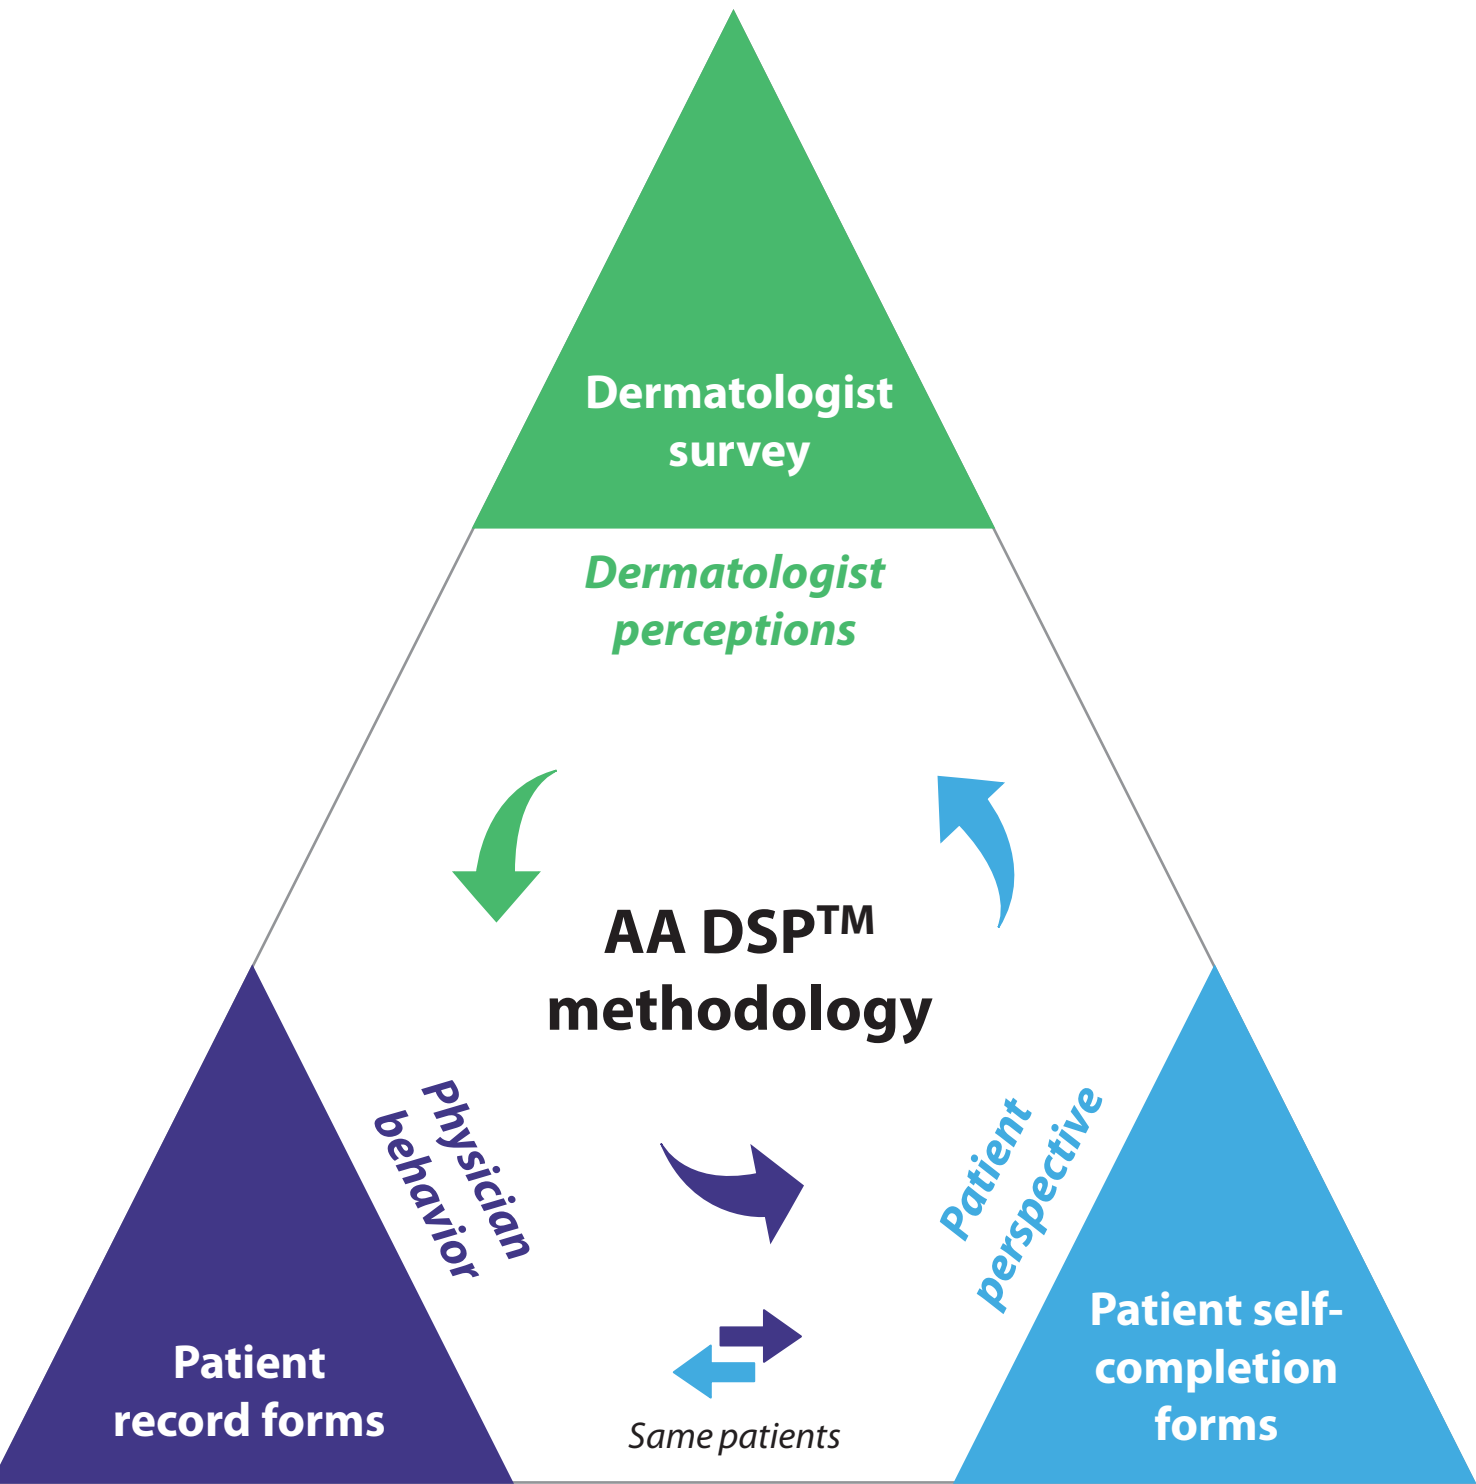 Dermatologist
survey
Dermatologist
perceptions
AA DSP™
methodology
Physician
behavior
Patient
perspective
Patient
record forms
Patient self-
completion
forms
Same patients